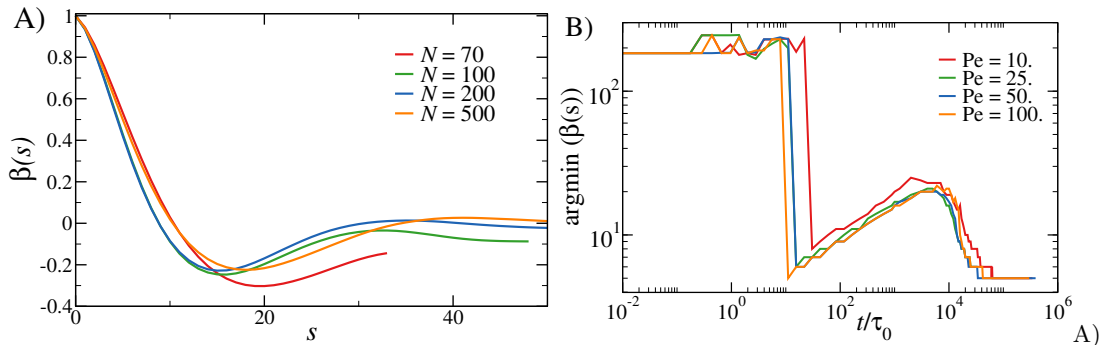 A)
1
0.8
0.6
0.4
0.2
0
-0.2
-0.4
β(s)
0
20
40
s
N = 70
N = 100
N = 200
N = 500
B)
10²
10¹
argmin (β(s))
10⁻² 10⁰ 10² 10⁴ 10⁶
t/τ₀
Pe = 10.
Pe = 25.
Pe = 50.
Pe = 100.
A)